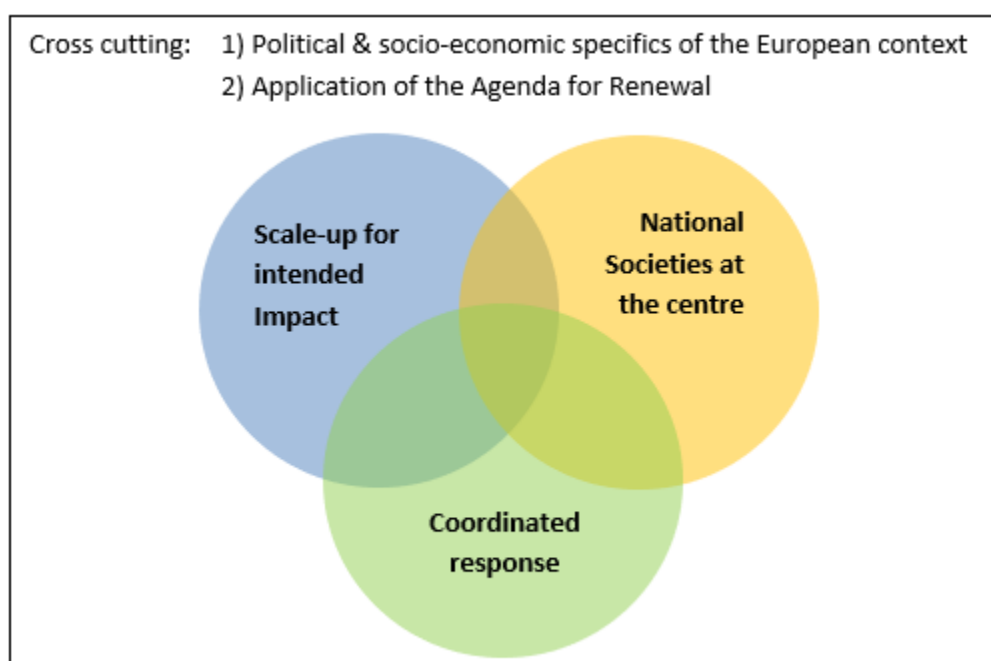 Cross cutting: 1) Political & socio-economic specifics of the European context
2) Application of the Agenda for Renewal
Scale-up for
intended
Impact
National
Societies at
the centre
Coordinated
response